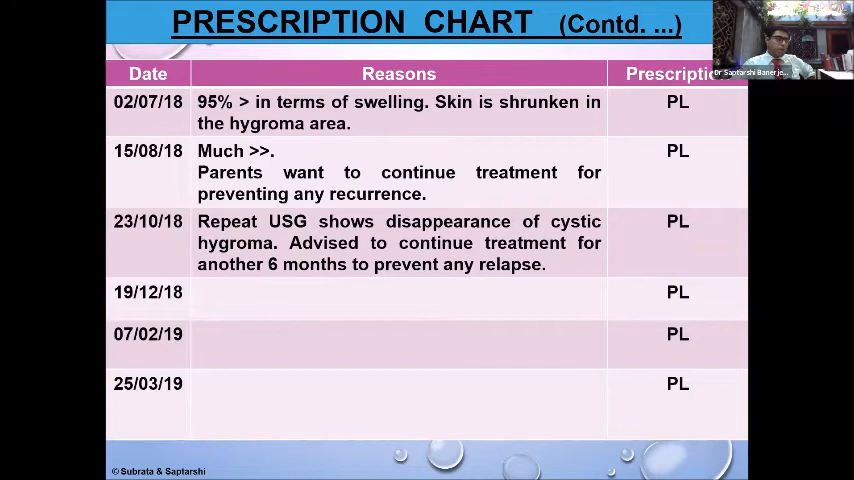 PRESCRIPTION CHART (Contd. ...)
Date Reasons Prescriptio
02/07/18 95% > in terms of swelling. Skin is shrunken in PL
the hygroma area.
15/08/18 Much >>. PL
Parents want to continue treatment for
preventing any recurrence.
23/10/18 Repeat USG shows disappearance of cystic PL
hygroma. Advised to continue treatment for
another 6 months to prevent any relapse.
19/12/18 PL
07/02/19 PL
25/03/19 PL
© Subrata & Saptarshi
Dr Saptarshi Banerje...